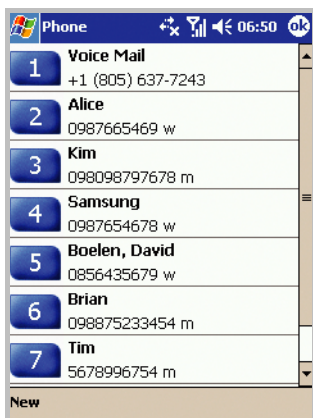 Phone 06:50 ok
1 Voice Mail
+1 (805) 637-7243
2 Alice
0987665469 w
3 Kim
098098797678 m
4 Samsung
0987654678 w
5 Boelen, David
0856435679 w
6 Brian
098875233454 m
7 Tim
5678996754 m
New